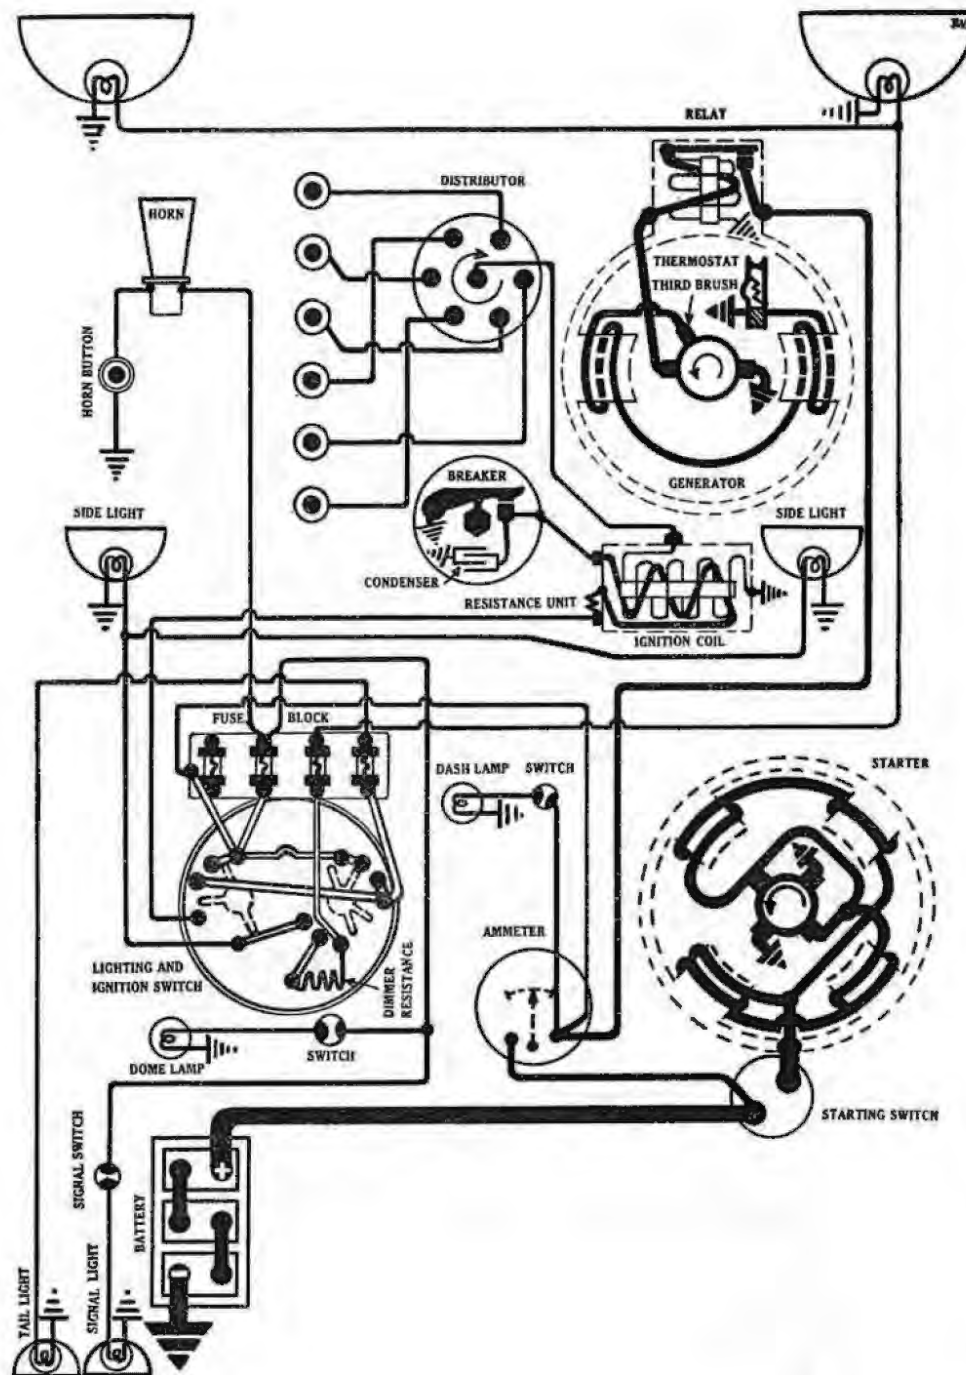 RELAY
DISTRIBUTOR
HORN
THERMOSTAT
THIRD BRUSH
HORN BUTTON
BREAKER
GENERATOR
SIDE LIGHT
SIDE LIGHT
CONDENSER
RESISTANCE UNIT
IGNITION COIL
FUSE BLOCK
DASH LAMP
SWITCH
STARTER
AMMETER
LIGHTING AND
IGNITION SWITCH
DIMMER
RESISTANCE
SWITCH
DOME LAMP
STARTING SWITCH
SIGNAL SWITCH
BATTERY
+
TAIL LIGHT
SIGNAL LIGHT